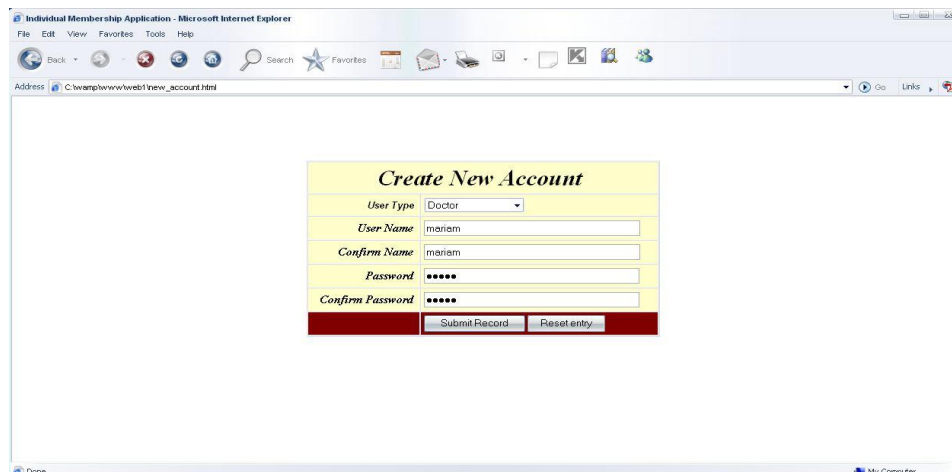 Individual Membership Application - Microsoft Internet Explorer
File Edit View Favorites Tools Help
Back Search Favorites
Address C:\wamp\www\web1\new_account.html Go Links
Create New Account
User Type Doctor
User Name mariam
Confirm Name mariam
Password •••••
Confirm Password •••••
Submit Record Reset entry
Done My Computer